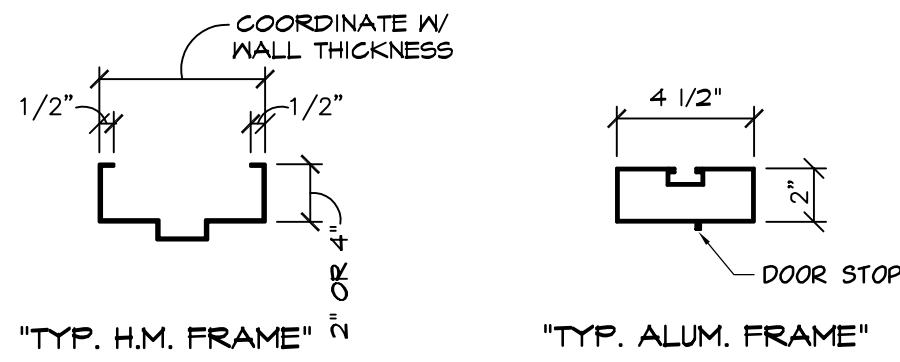 COORDINATE W/
WALL THICKNESS
1/2"
1/2"
2" OR 4"
"TYP. H.M. FRAME"
4 1/2"
2"
DOOR STOP
"TYP. ALUM. FRAME"